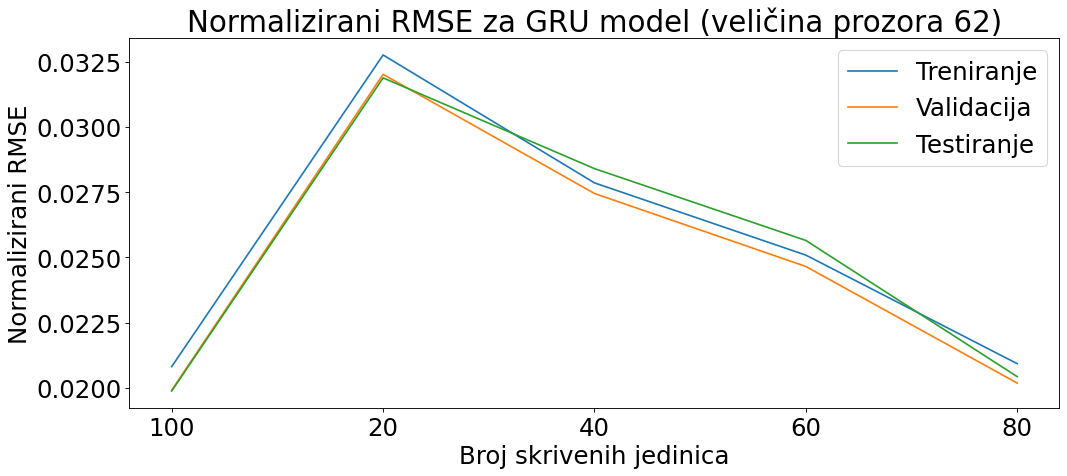 Normalizirani RMSE za GRU model (veličina prozora 62)
Normalizirani RMSE
0.0325
0.0300
0.0275
0.0250
0.0225
0.0200
Treniranje
Validacija
Testiranje
100 20 40 60 80
Broj skrivenih jedinica